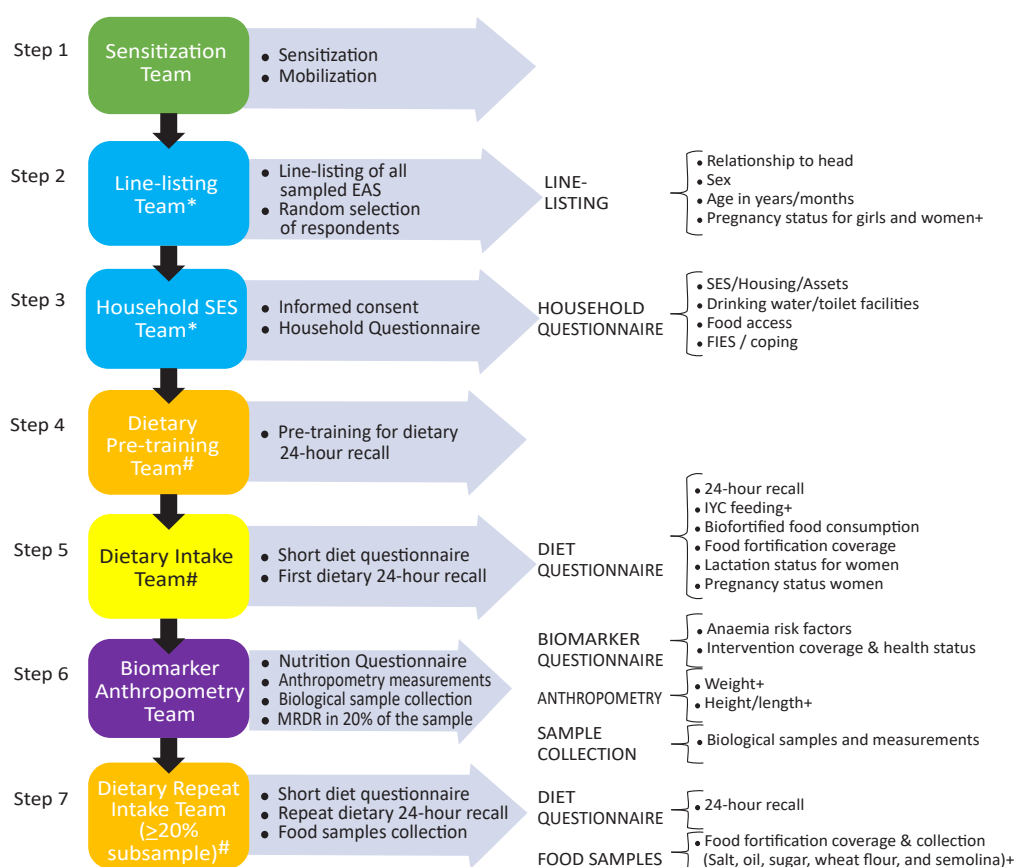 Step 1
Sensitization
Team
• Sensitization
• Mobilization
Step 2
Line-listing
Team*
• Line-listing of all
sampled EAS
• Random selection
of respondents
LINE-
LISTING
• Relationship to head
• Sex
• Age in years/months
• Pregnancy status for girls and women+
Step 3
Household SES
Team*
• Informed consent
• Household Questionnaire
HOUSEHOLD
QUESTIONNAIRE
• SES/Housing/Assets
• Drinking water/toilet facilities
• Food access
• FIES / coping
Step 4
Dietary
Pre-training
Team#
• Pre-training for dietary
24-hour recall
Step 5
Dietary Intake
Team#
• Short diet questionnaire
• First dietary 24-hour recall
DIET
QUESTIONNAIRE
• 24-hour recall
• IYC feeding+
• Biofortified food consumption
• Food fortification coverage
• Lactation status for women
• Pregnancy status women
Step 6
Biomarker
Anthropometry
Team
• Nutrition Questionnaire
• Anthropometry measurements
• Biological sample collection
• MRDR in 20% of the sample
BIOMARKER
QUESTIONNAIRE
• Anaemia risk factors
• Intervention coverage & health status
ANTHROPOMETRY
• Weight+
• Height/length+
SAMPLE
COLLECTION
• Biological samples and measurements
Step 7
Dietary Repeat
Intake Team
(≥20%
subsample)#
• Short diet questionnaire
• Repeat dietary 24-hour recall
• Food samples collection
DIET
QUESTIONNAIRE
• 24-hour recall
FOOD SAMPLES
• Food fortification coverage & collection
(Salt, oil, sugar, wheat flour, and semolina)+